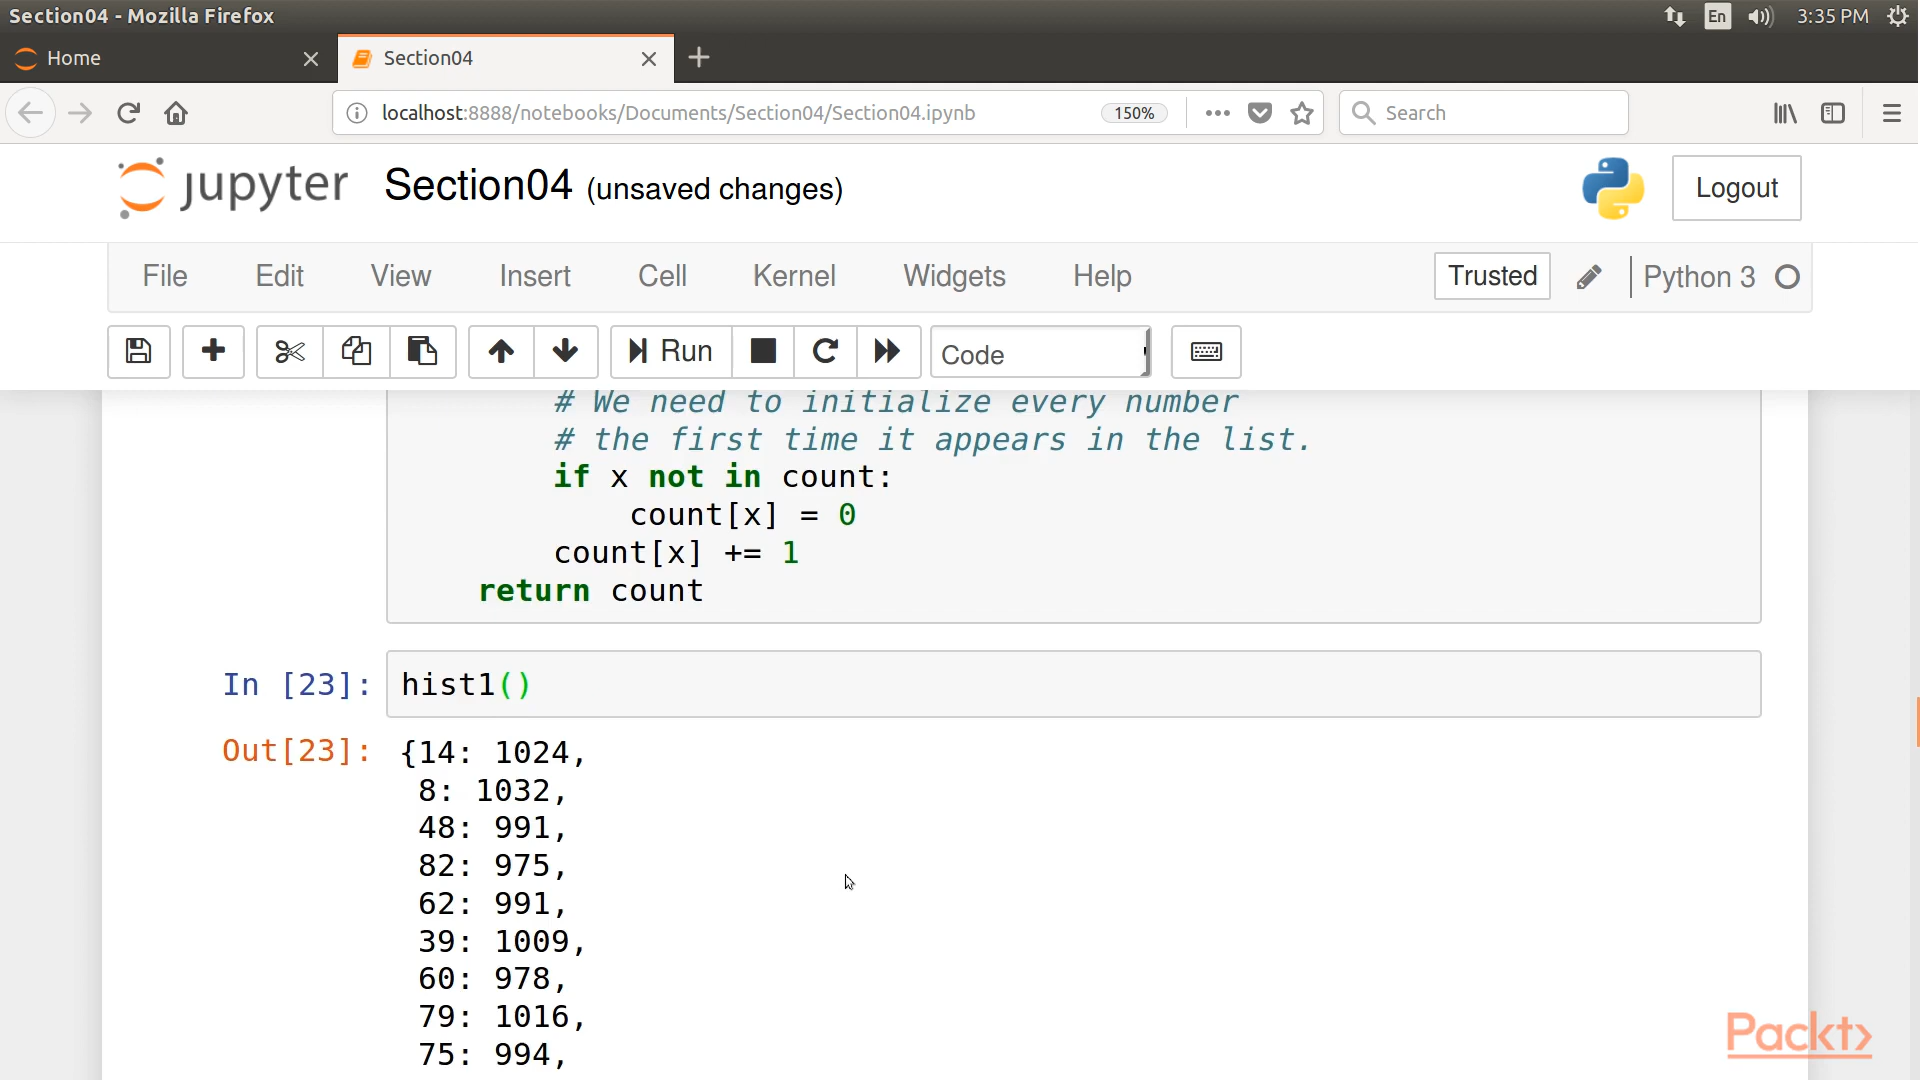 Section04 - Mozilla Firefox
En
3:35 PM
Home
Section04
localhost:8888/notebooks/Documents/Section04/Section04.ipynb
150%
Search
jupyter
Section04 (unsaved changes)
Logout
File Edit View Insert Cell Kernel Widgets Help
Trusted
Python 3
Run
Code
# We need to initialize every number
# the first time it appears in the list.
if x not in count:
count[x] = 0
count[x] += 1
return count
In [23]: hist1()
Out[23]: {14: 1024,
8: 1032,
48: 991,
82: 975,
62: 991,
39: 1009,
60: 978,
79: 1016,
75: 994,
Packt>